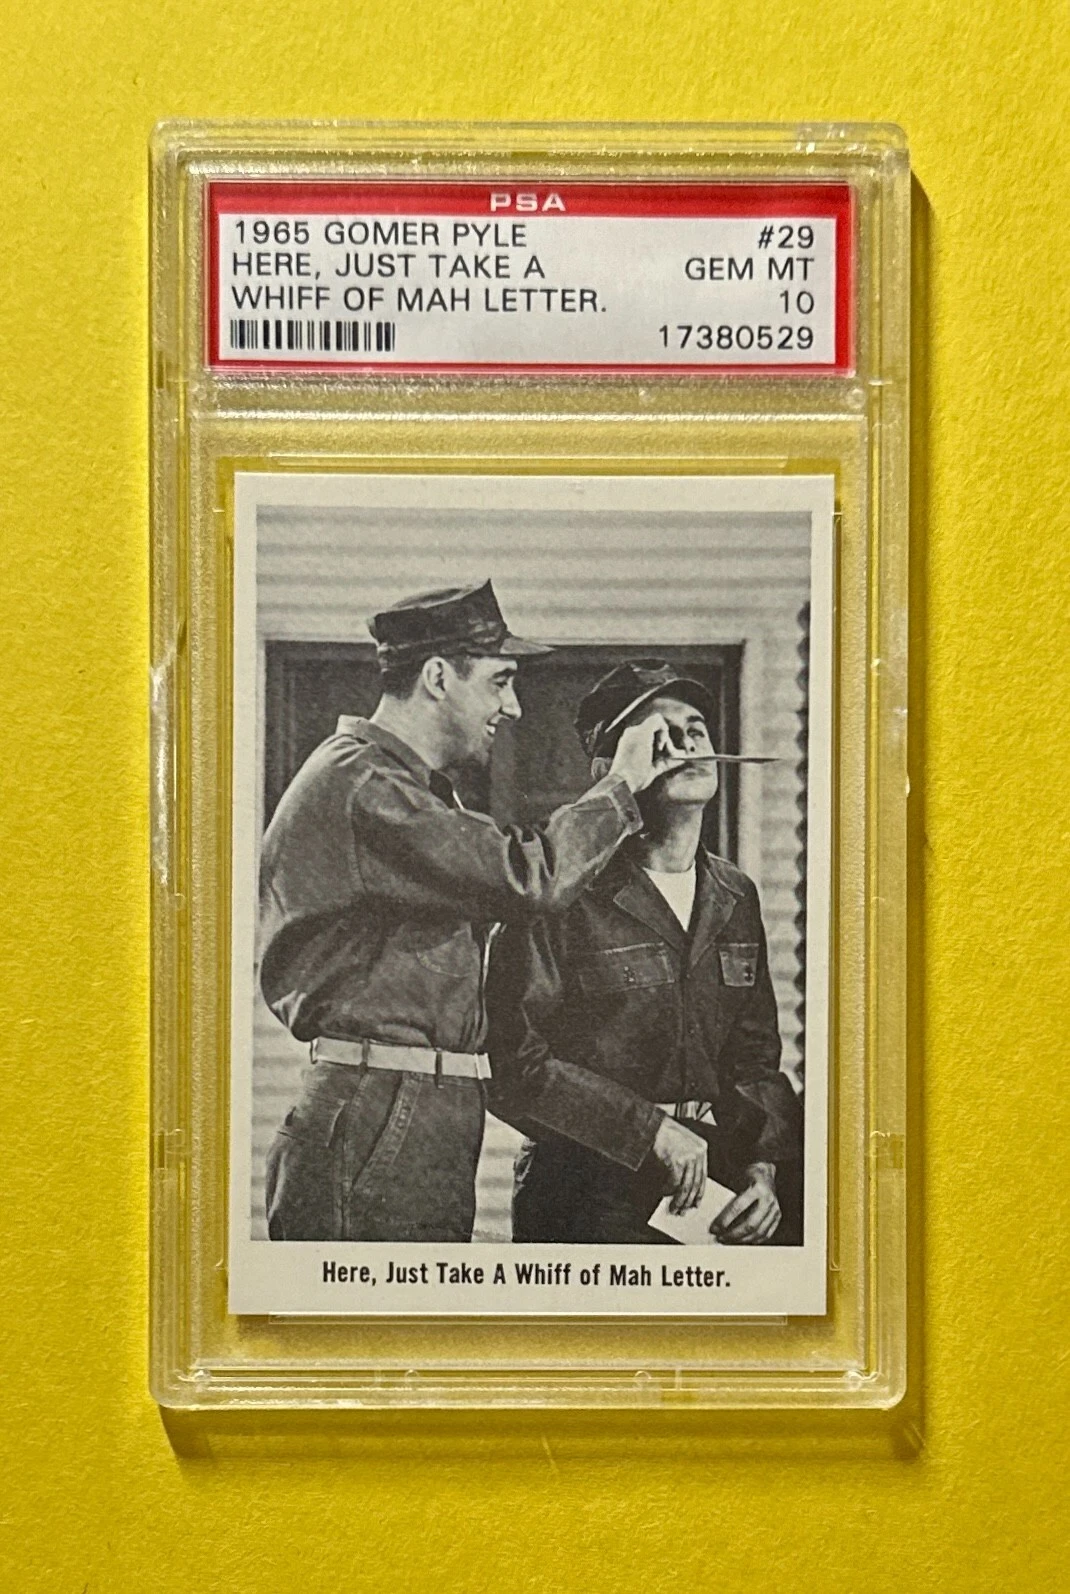 PSA
1965 GOMER PYLE #29
HERE, JUST TAKE A GEM MT
WHIFF OF MAH LETTER. 10
17380529
Here, Just Take A Whiff of Mah Letter.